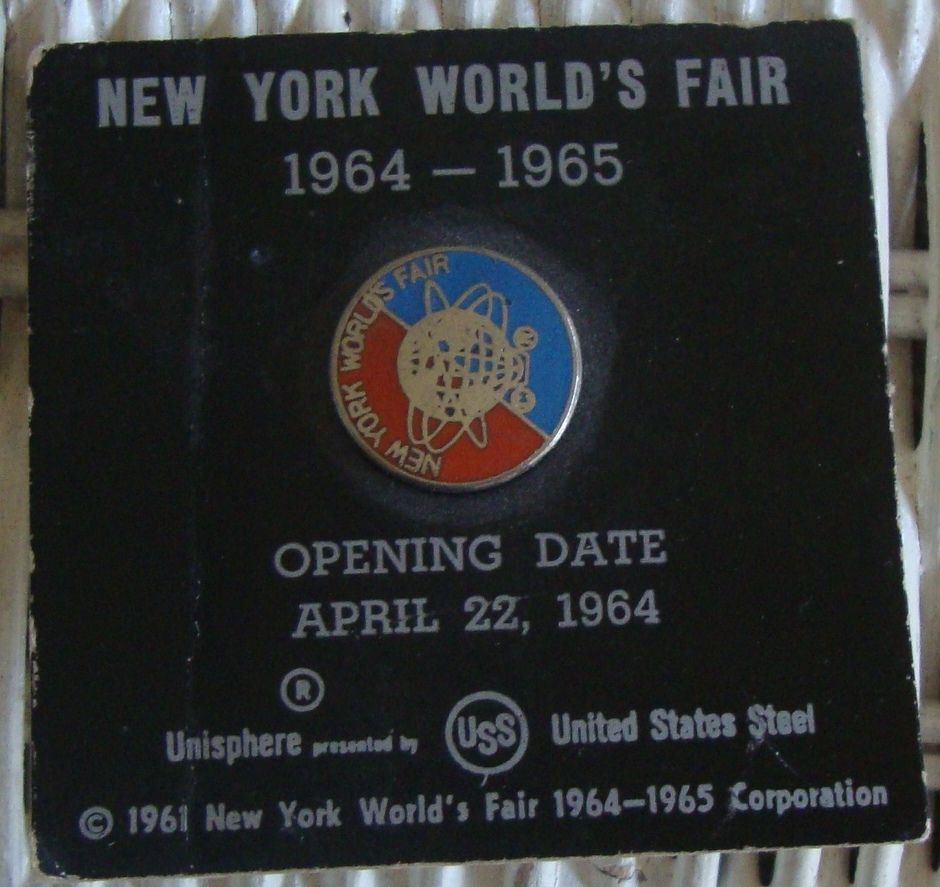 NEW YORK WORLD'S FAIR
1964 – 1965
NEW YORK WORLD'S FAIR
OPENING DATE
APRIL 22, 1964
®
Unisphere presented by USS United States Steel
© 1961 New York World's Fair 1964–1965 Corporation